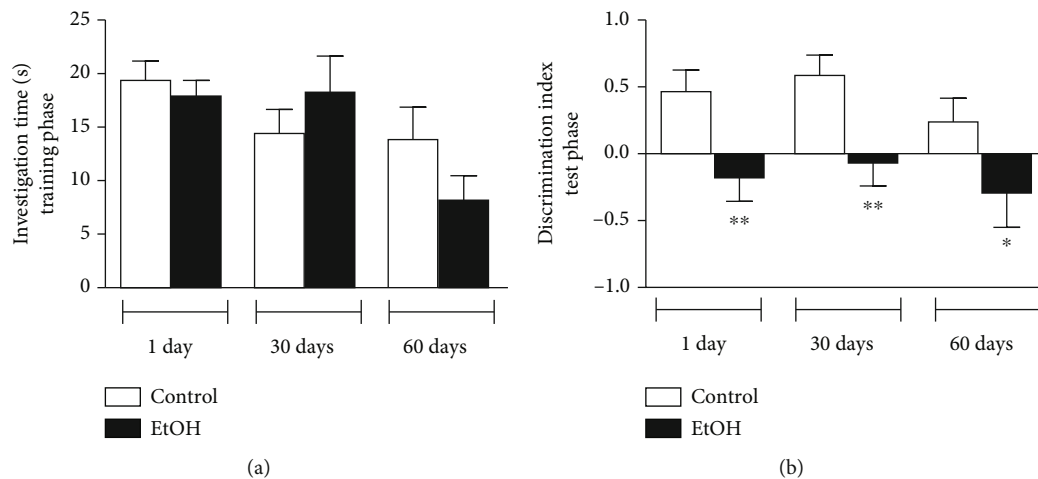 Investigation time (s)
training phase
25
20
15
10
5
0
1 day
30 days
60 days
Control
EtOH
(a)
Discrimination index
test phase
1.0
0.5
0.0
−0.5
−1.0
**
**
*
1 day
30 days
60 days
Control
EtOH
(b)